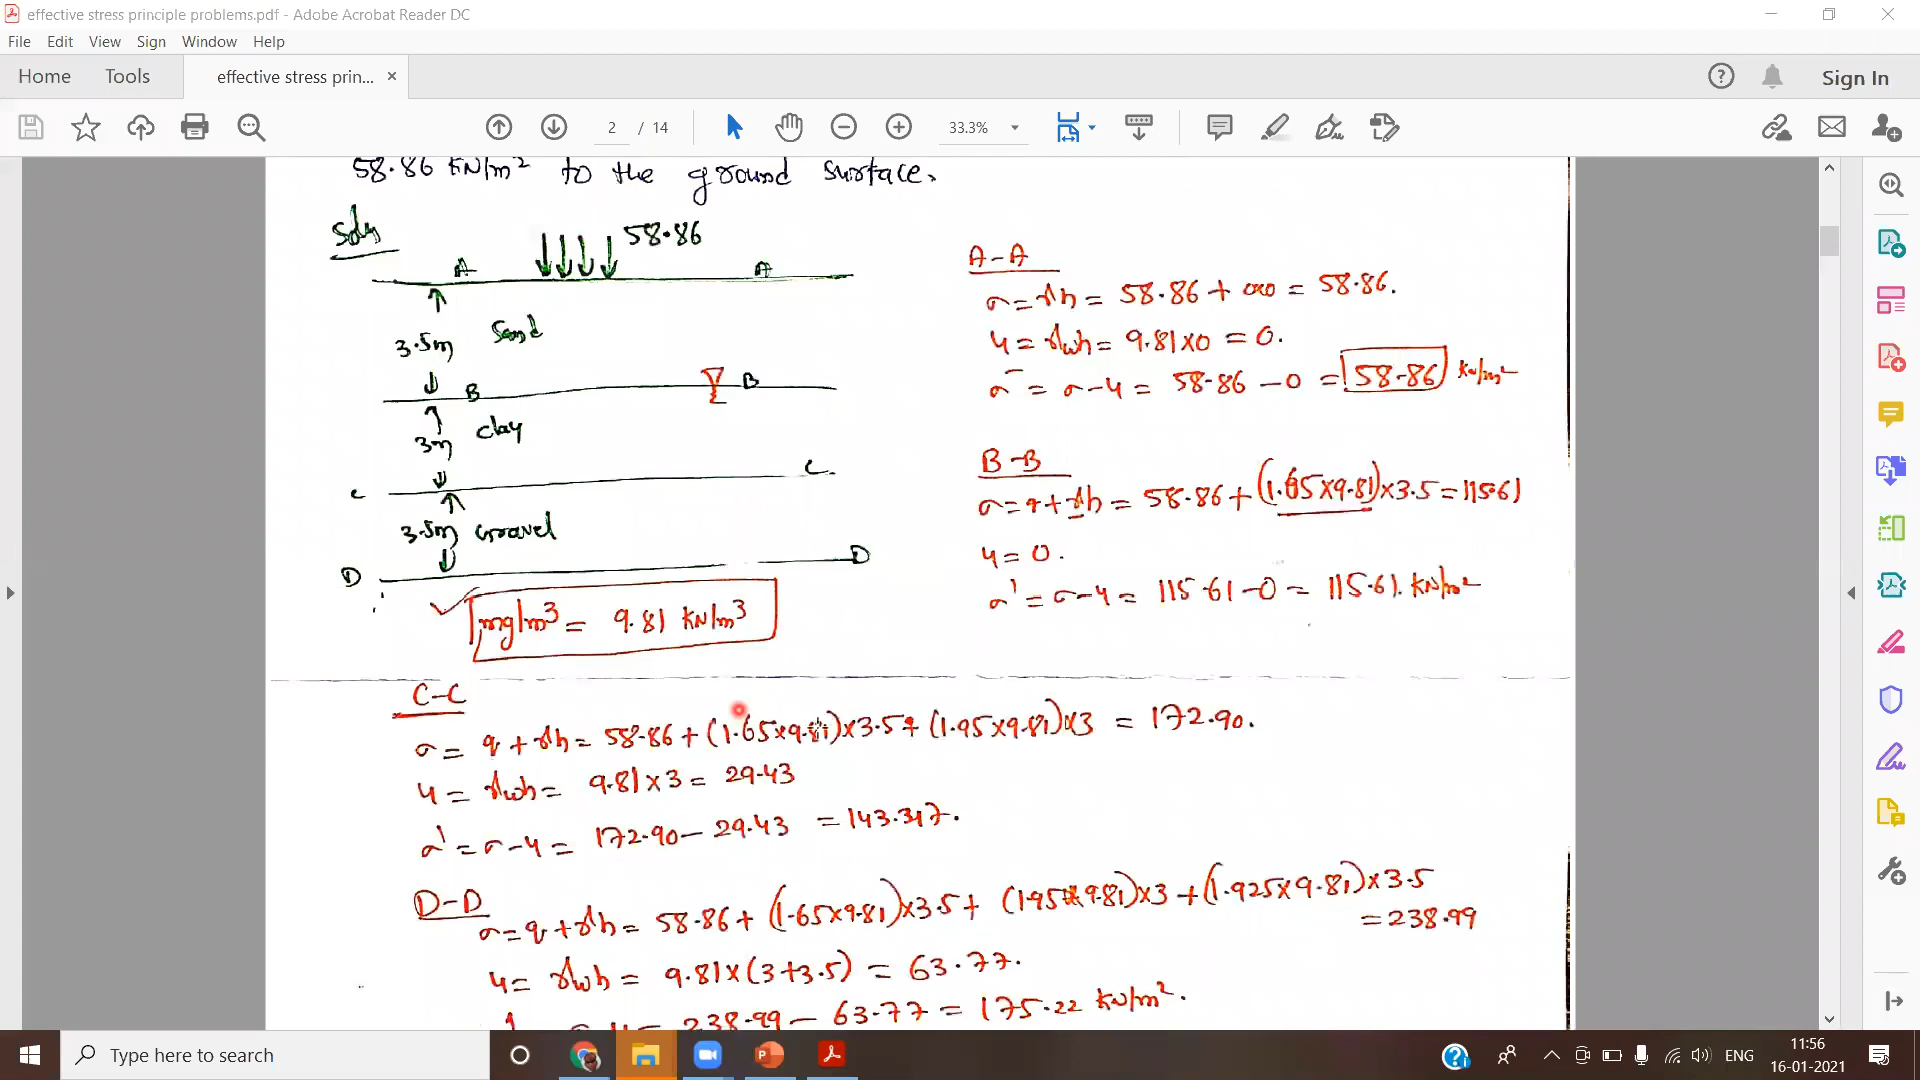 effective stress principle problems.pdf - Adobe Acrobat Reader DC
File Edit View Sign Window Help
Home Tools effective stress prin... × Sign In
2 / 14 33.3%
58.86 KN/m² to the ground surface.
Soln
58.86
A A
3.5m Sand
B B
3m clay
C C
3.5m Gravel
D D
1 mg/m³ = 9.81 KN/m³
A-A
σ = γh = 58.86 + 0x0 = 58.86.
u = γwh = 9.81×0 = 0.
σ¯ = σ-u = 58.86 - 0 = 58.86 KN/m²
B-B
σ = q + γh = 58.86 + (1.65×9.81)×3.5 = 115.61
u = 0.
σ' = σ-u = 115.61 - 0 = 115.61. KN/m²
C-C
σ = q + γh = 58.86 + (1.65×9.81)×3.5 + (1.95×9.81)×3 = 172.90.
u = γwh = 9.81×3 = 29.43
σ' = σ-u = 172.90 - 29.43 = 143.347.
D-D
σ = q + γh = 58.86 + (1.65×9.81)×3.5 + (1.95×9.81)×3 + (1.925×9.81)×3.5
= 238.99
u = γwh = 9.81×(3+3.5) = 63.77.
238.99 - 63.77 = 175.22 KN/m².
Type here to search
ENG
11:56
16-01-2021